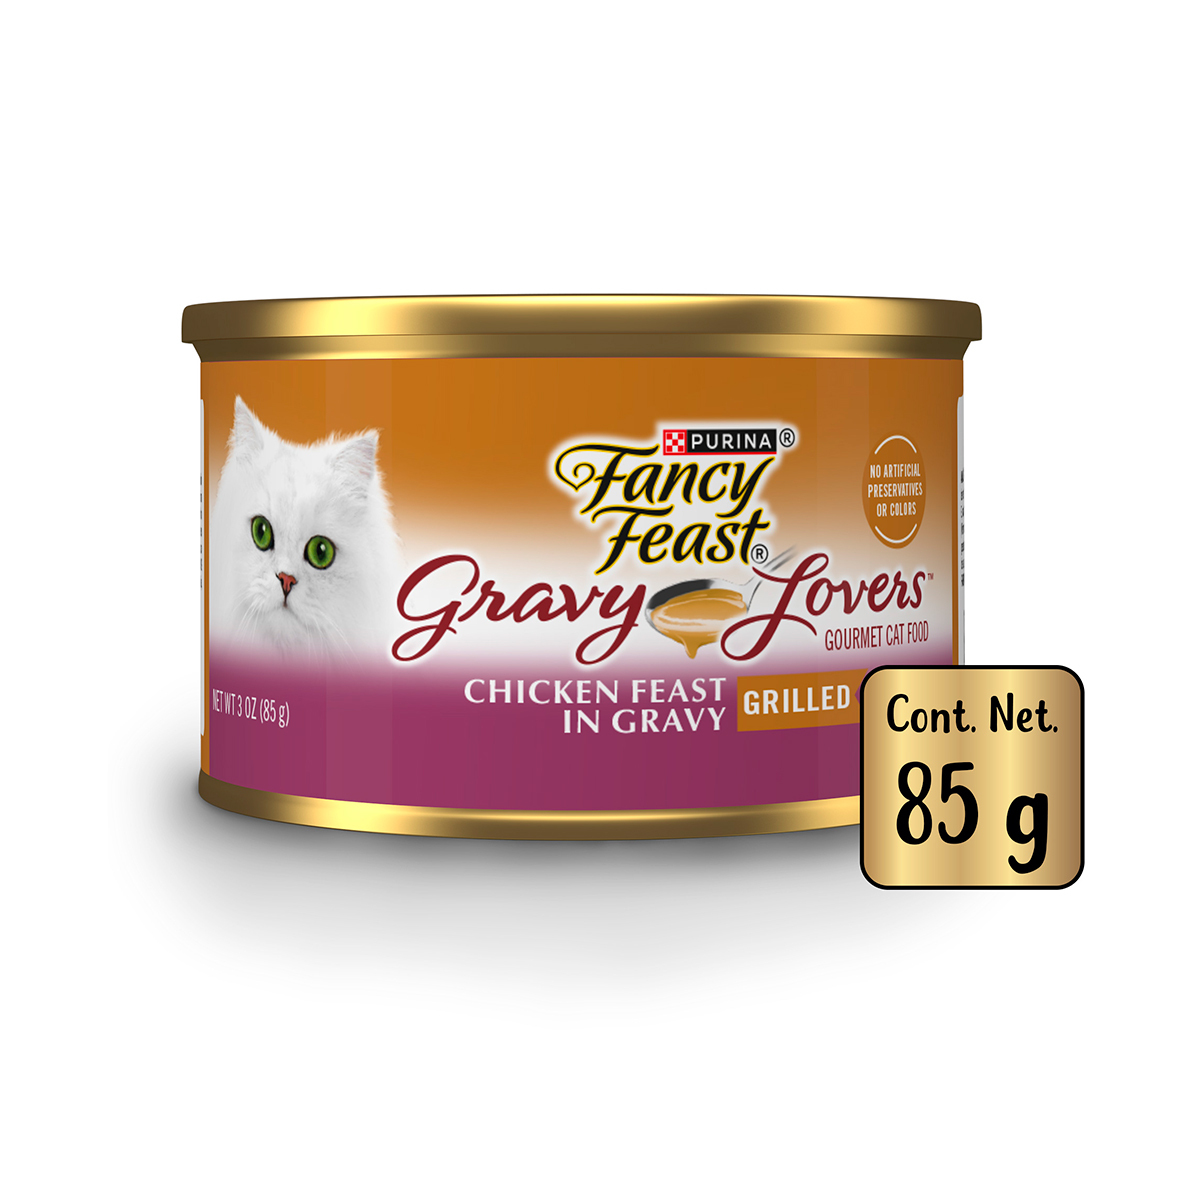 PURINA®
Fancy
Feast®
Gravy Lovers™
GOURMET CAT FOOD
NO ARTIFICIAL
PRESERVATIVES
OR COLORS
CHICKEN FEAST
IN GRAVY
GRILLED
NET WT 3 OZ (85 g)
Cont. Net.
85 g